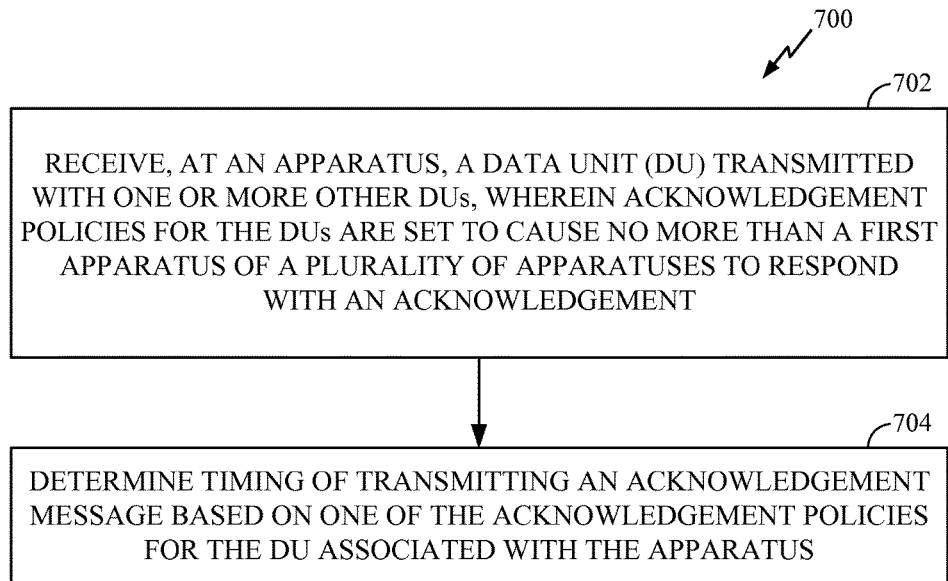 700
702
RECEIVE, AT AN APPARATUS, A DATA UNIT (DU) TRANSMITTED
WITH ONE OR MORE OTHER DUs, WHEREIN ACKNOWLEDGEMENT
POLICIES FOR THE DUs ARE SET TO CAUSE NO MORE THAN A FIRST
APPARATUS OF A PLURALITY OF APPARATUSES TO RESPOND
WITH AN ACKNOWLEDGEMENT
704
DETERMINE TIMING OF TRANSMITTING AN ACKNOWLEDGEMENT
MESSAGE BASED ON ONE OF THE ACKNOWLEDGEMENT POLICIES
FOR THE DU ASSOCIATED WITH THE APPARATUS